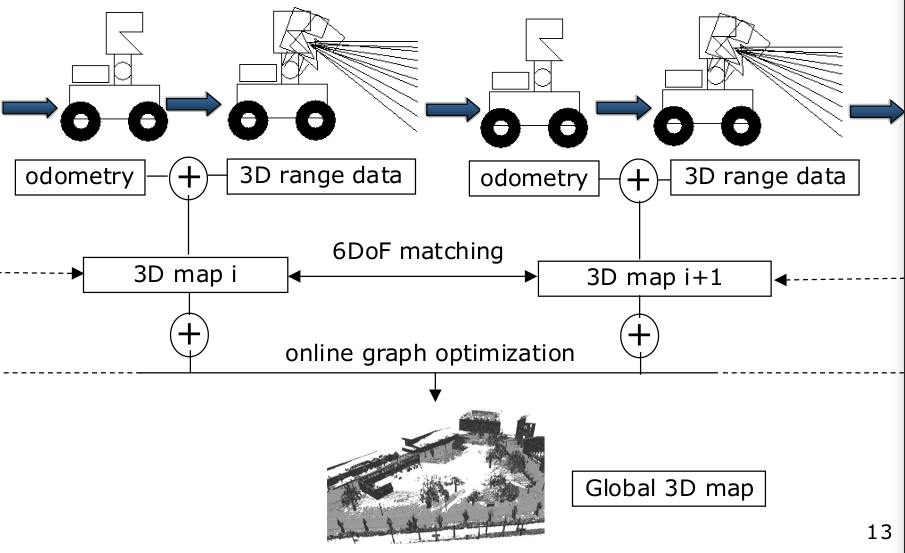 odometry
+
3D range data
odometry
+
3D range data
6DoF matching
3D map i
3D map i+1
+
+
online graph optimization
Global 3D map
13